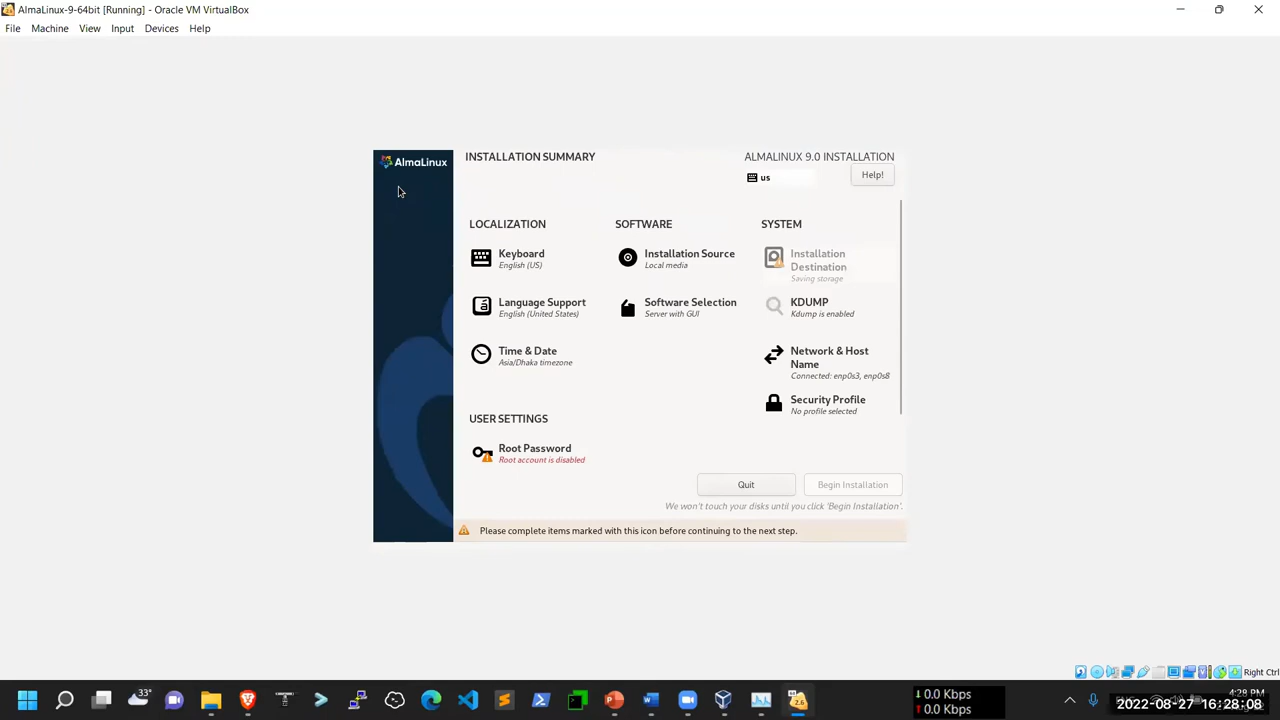 AlmaLinux-9-64bit [Running] - Oracle VM VirtualBox
File Machine View Input Devices Help
AlmaLinux
INSTALLATION SUMMARY
ALMALINUX 9.0 INSTALLATION
us
Help!
LOCALIZATION
Keyboard
English (US)
Language Support
English (United States)
Time & Date
Asia/Dhaka timezone
SOFTWARE
Installation Source
Local media
Software Selection
Server with GUI
SYSTEM
Installation
Destination
Saving storage
KDUMP
Kdump is enabled
Network & Host
Name
Connected: enp0s3, enp0s8
Security Profile
No profile selected
USER SETTINGS
Root Password
Root account is disabled
Quit
Begin Installation
We won't touch your disks until you click 'Begin Installation'.
Please complete items marked with this icon before continuing to the next step.
Right Ctrl
33°
2.6
↓ 0.0 Kbps
↑ 0.0 Kbps
4:28 PM
2022-08-27 16:28:08